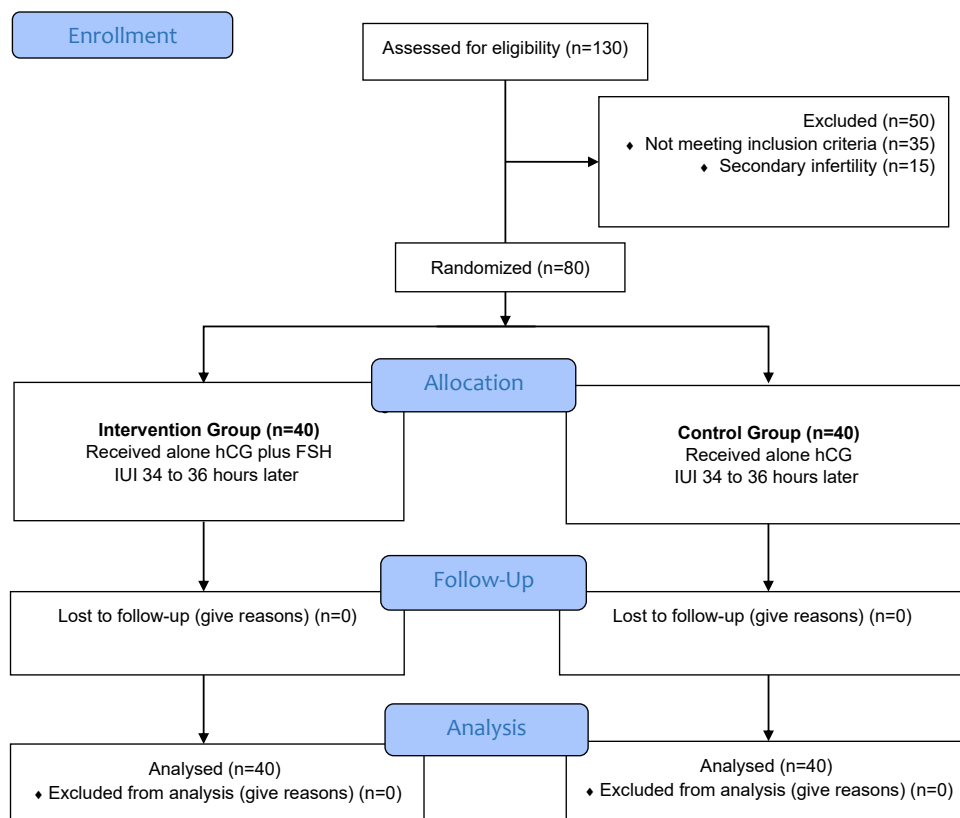 Enrollment
Assessed for eligibility (n=130)
Excluded (n=50)
♦ Not meeting inclusion criteria (n=35)
♦ Secondary infertility (n=15)
Randomized (n=80)
Allocation
Intervention Group (n=40)
Received alone hCG plus FSH
IUI 34 to 36 hours later
Control Group (n=40)
Received alone hCG
IUI 34 to 36 hours later
Follow-Up
Lost to follow-up (give reasons) (n=0)
Lost to follow-up (give reasons) (n=0)
Analysis
Analysed (n=40)
♦ Excluded from analysis (give reasons) (n=0)
Analysed (n=40)
♦ Excluded from analysis (give reasons) (n=0)